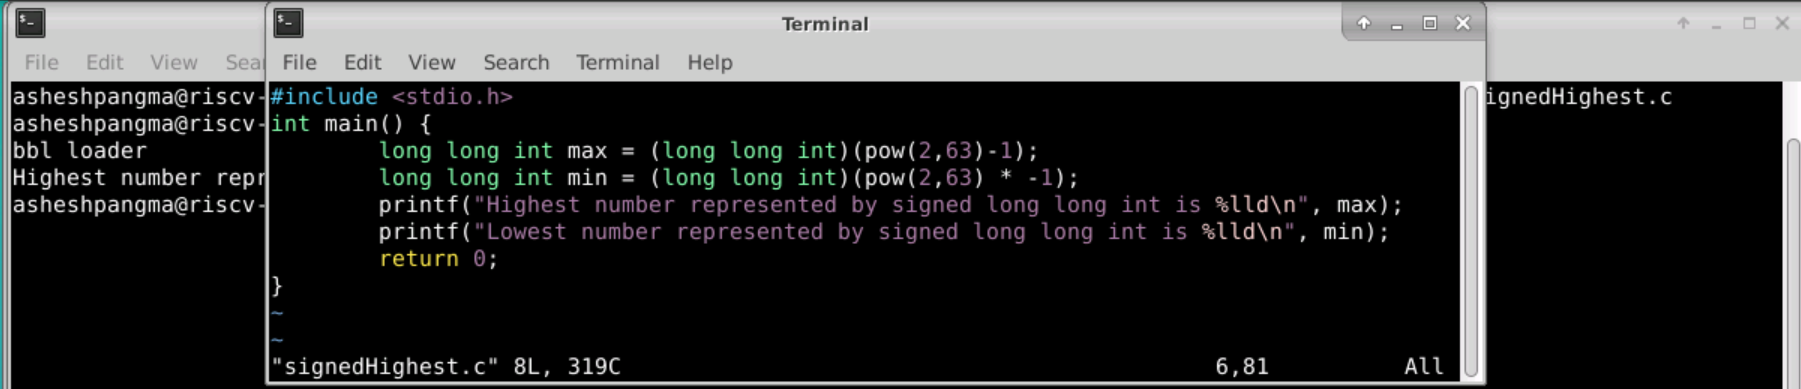 Terminal
File Edit View Sea
File Edit View Search Terminal Help
asheshpangma@riscv-
#include <stdio.h>
ignedHighest.c
asheshpangma@riscv-
int main() {
bbl loader
long long int max = (long long int)(pow(2,63)-1);
Highest number repr
long long int min = (long long int)(pow(2,63) * -1);
asheshpangma@riscv-
printf("Highest number represented by signed long long int is %lld\n", max);
printf("Lowest number represented by signed long long int is %lld\n", min);
return 0;
}
~
~
"signedHighest.c" 8L, 319C 6,81 All